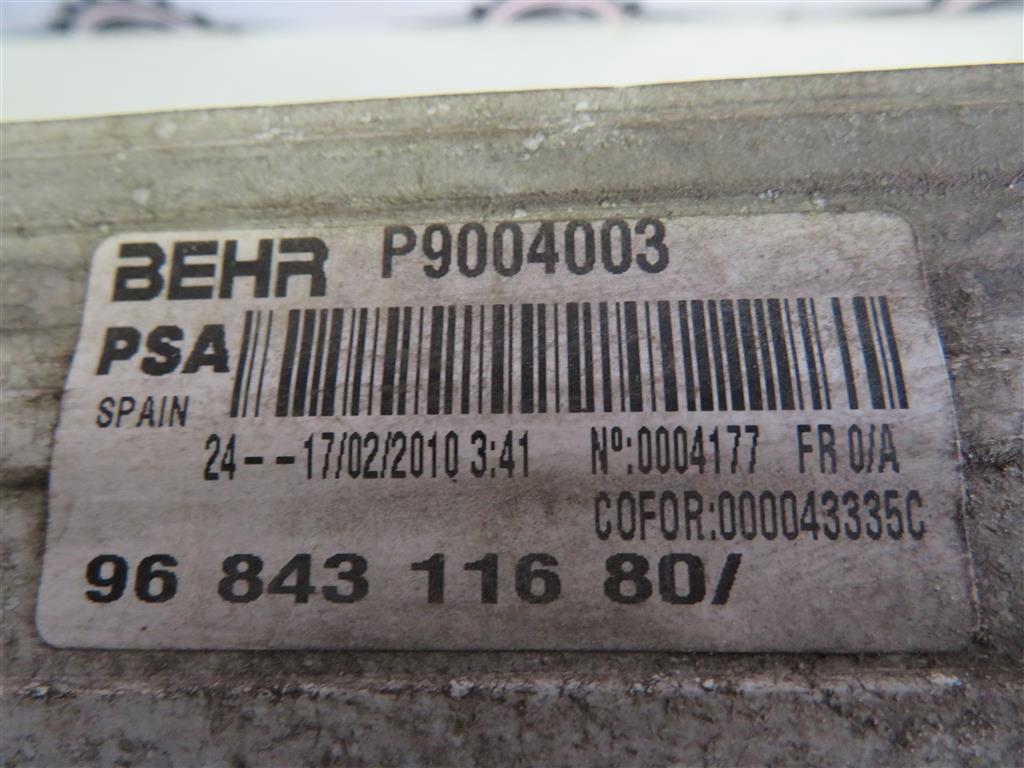 BEHR P9004003
PSA
SPAIN
24--17/02/2010 3:41 Nº:0004177 FR 0/A
COFOR:000043335C
96 843 116 80/